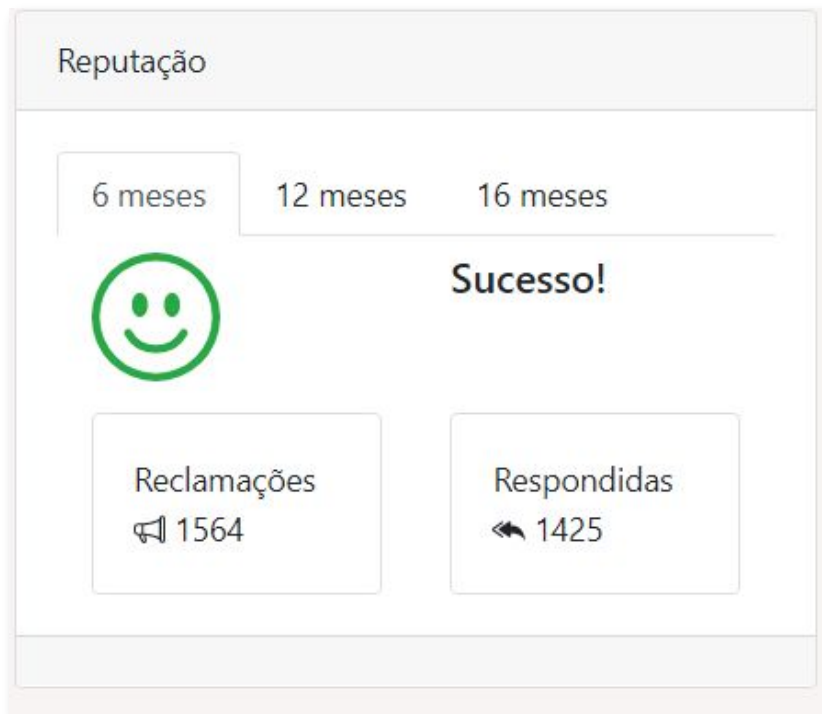 Reputação
6 meses 12 meses 16 meses
Sucesso!
Reclamações
1564
Respondidas
1425